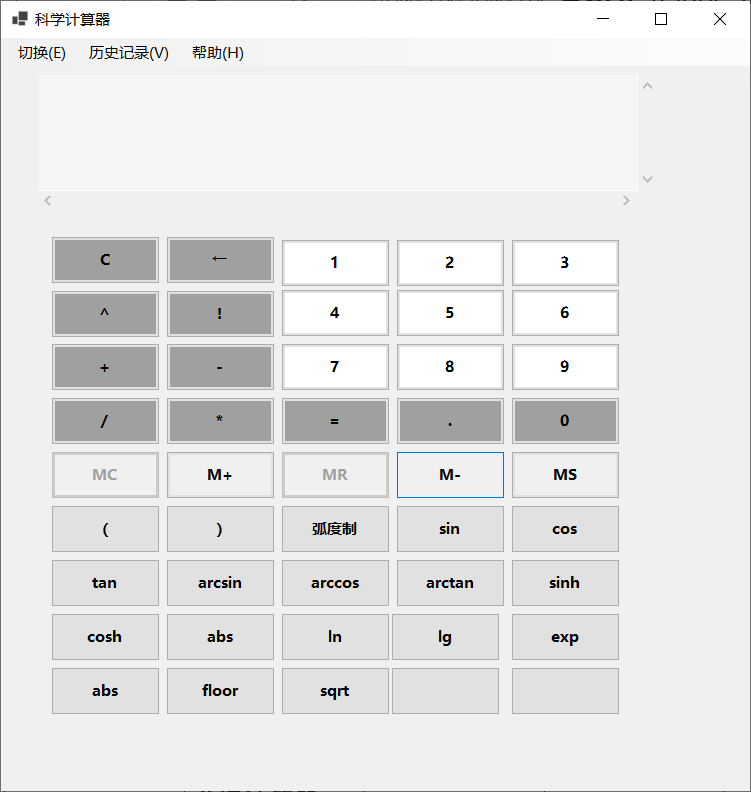 科学计算器
切换(E) 历史记录(V) 帮助(H)
C ← 1 2 3
^ ! 4 5 6
+ - 7 8 9
/ * = . 0
MC M+ MR M- MS
( ) 弧度制 sin cos
tan arcsin arccos arctan sinh
cosh abs ln lg exp
abs floor sqrt